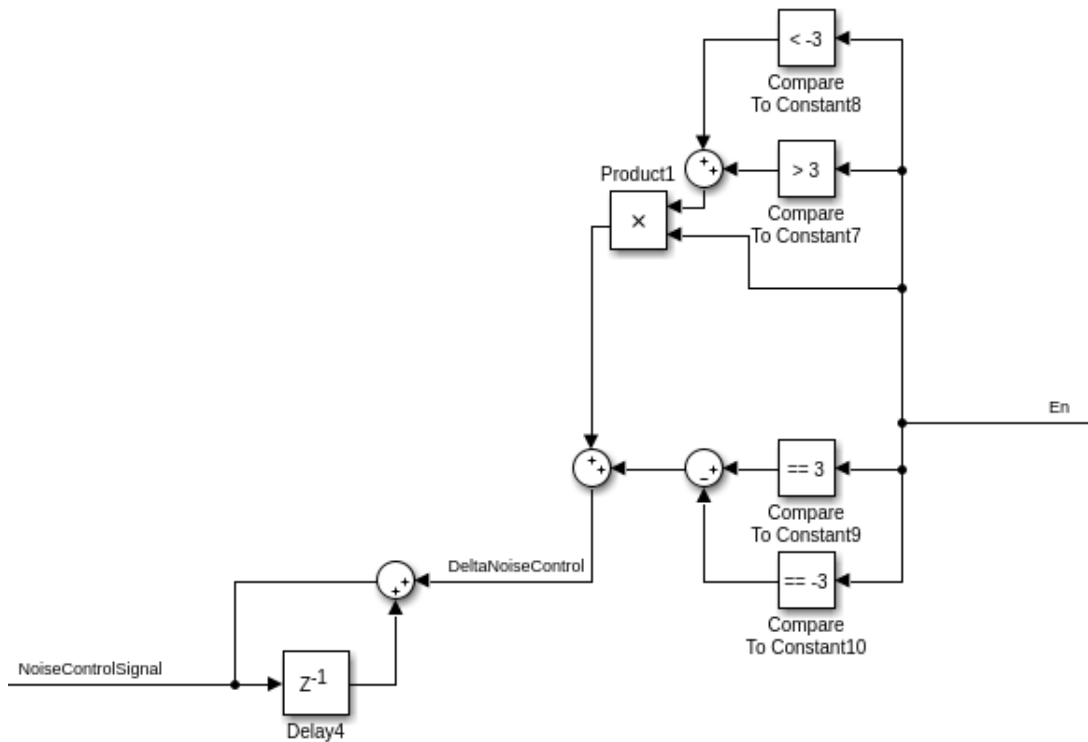 < -3
Compare
To Constant8
+
+
> 3
Compare
To Constant7
Product1
×
En
+
+
+
−
== 3
Compare
To Constant9
DeltaNoiseControl
+
+
== -3
Compare
To Constant10
NoiseControlSignal
Z-1
Delay4